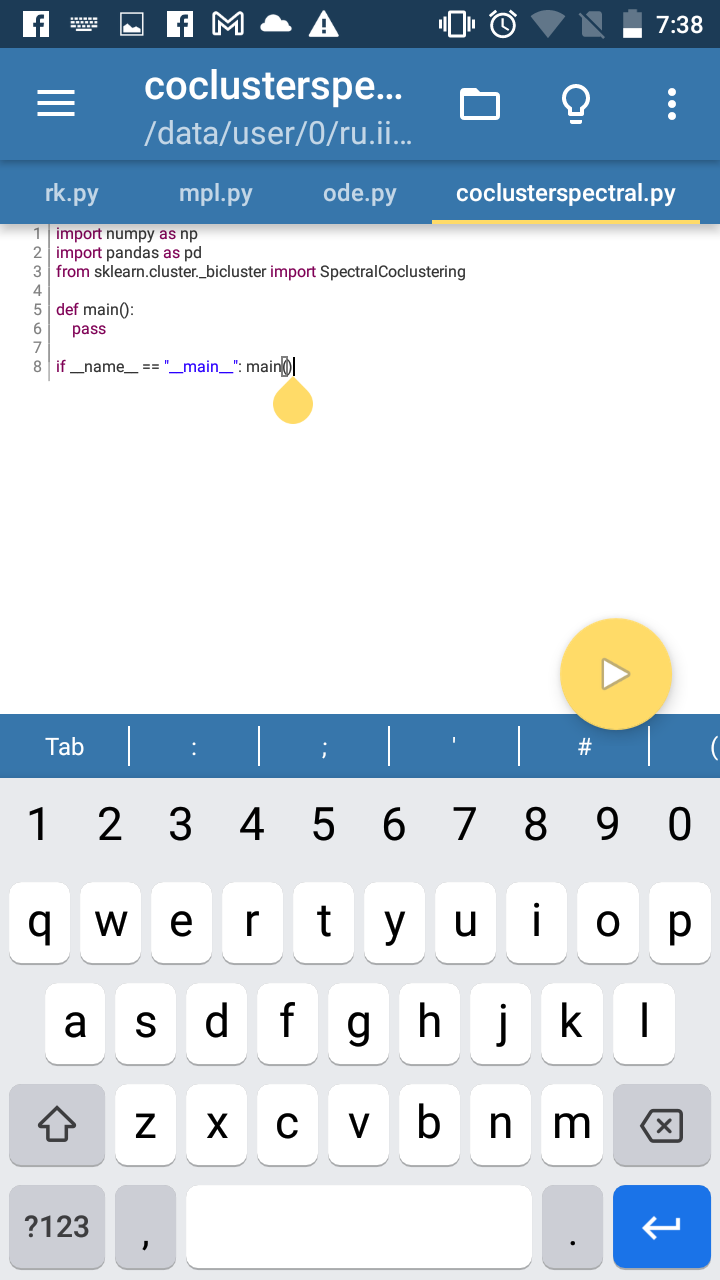 7:38
coclusterspe...
/data/user/0/ru.ii...
rk.py mpl.py ode.py coclusterspectral.py
1 import numpy as np
2 import pandas as pd
3 from sklearn.cluster._bicluster import SpectralCoclustering
4
5 def main():
6 pass
7
8 if __name__ == "__main__": main()
Tab : ; ' # (
1 2 3 4 5 6 7 8 9 0
q w e r t y u i o p
a s d f g h j k l
z x c v b n m
?123 , .